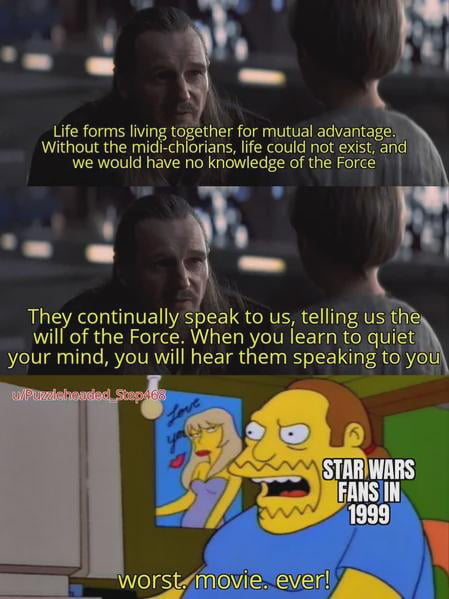 Life forms living together for mutual advantage.
Without the midi-chlorians, life could not exist, and
we would have no knowledge of the Force
They continually speak to us, telling us the
will of the Force. When you learn to quiet
your mind, you will hear them speaking to you
u/Puzzleheaded_Step468
Love
you
STAR WARS
FANS IN
1999
worst. movie. ever!